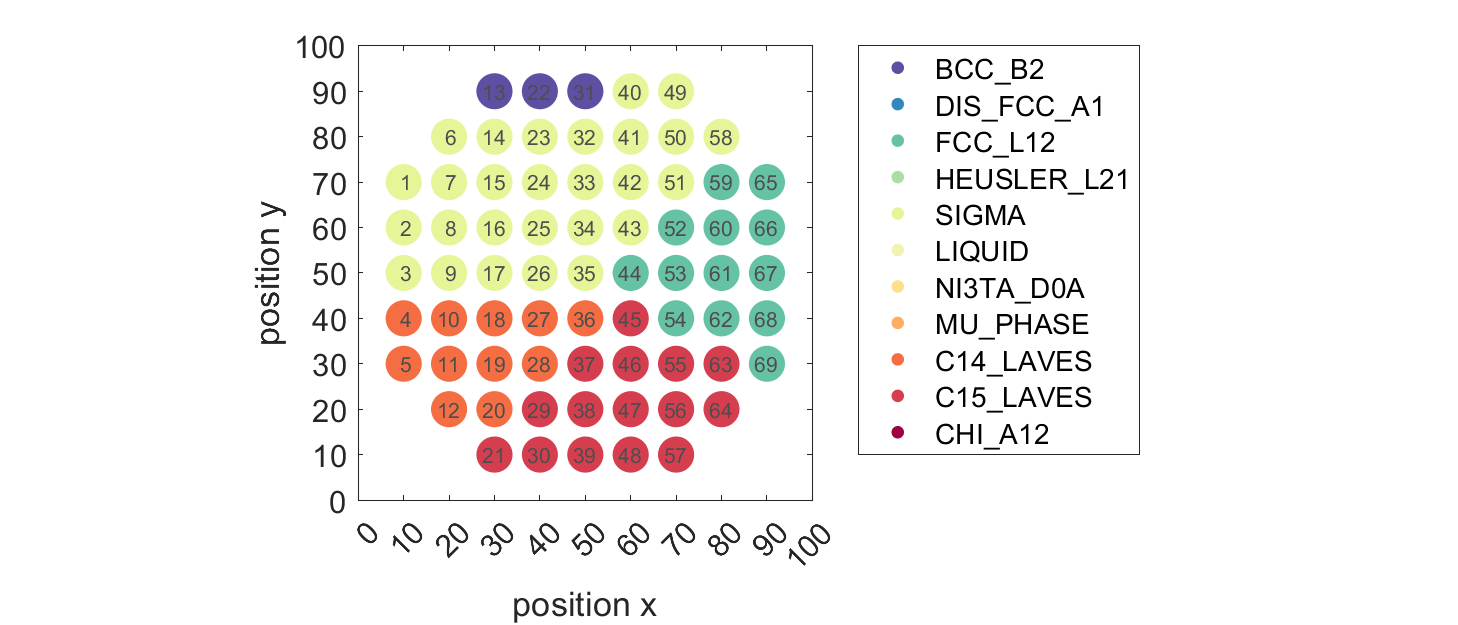 100
90
80
70
60
50
40
30
20
10
0
position y
13 22 31 40 49
6 14 23 32 41 50 58
1 7 15 24 33 42 51 59 65
2 8 16 25 34 43 52 60 66
3 9 17 26 35 44 53 61 67
4 10 18 27 36 45 54 62 68
5 11 19 28 37 46 55 63 69
12 20 29 38 47 56 64
21 30 39 48 57
0 10 20 30 40 50 60 70 80 90 100
position x
BCC_B2
DIS_FCC_A1
FCC_L12
HEUSLER_L21
SIGMA
LIQUID
NI3TA_D0A
MU_PHASE
C14_LAVES
C15_LAVES
CHI_A12